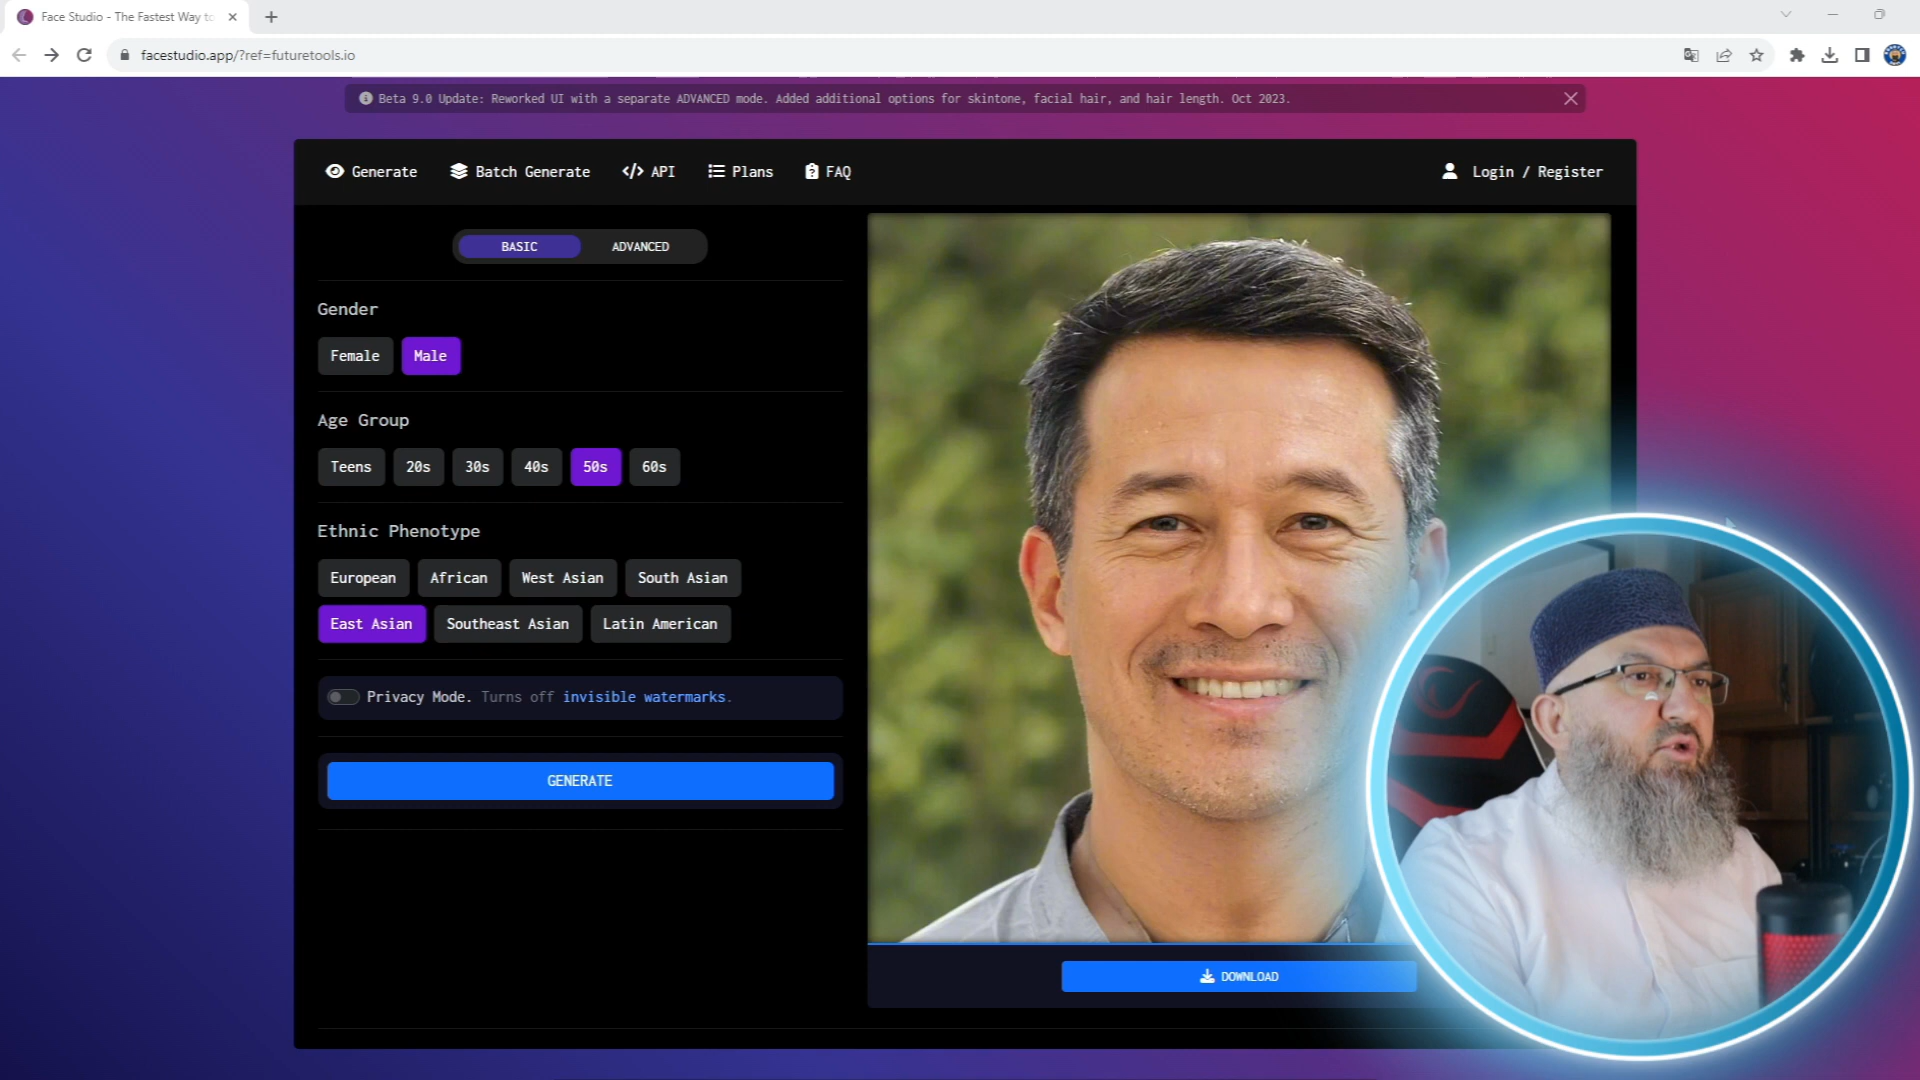 Face Studio - The Fastest Way to
facestudio.app/?ref=futuretools.io
Beta 9.0 Update: Reworked UI with a separate ADVANCED mode. Added additional options for skintone, facial hair, and hair length. Oct 2023.
Generate Batch Generate </> API Plans FAQ Login / Register
BASIC ADVANCED
Gender
Female Male
Age Group
Teens 20s 30s 40s 50s 60s
Ethnic Phenotype
European African West Asian South Asian
East Asian Southeast Asian Latin American
Privacy Mode. Turns off invisible watermarks.
GENERATE
DOWNLOAD